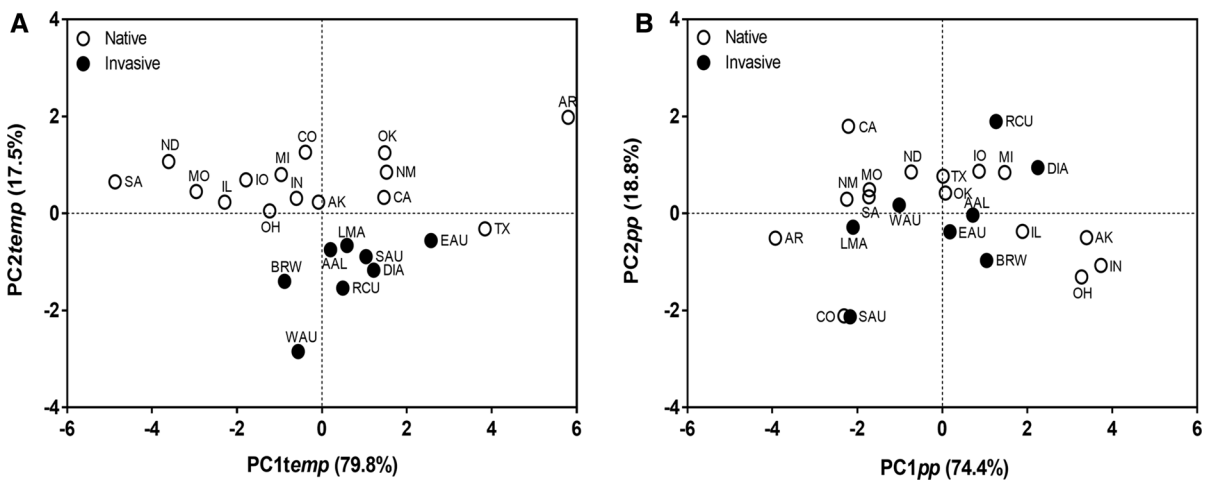 A
4
2
0
-2
-4
-6
-4
-2
0
2
4
6
PC2temp (17.5%)
PC1temp (79.8%)
Native
Invasive
AR
CO
OK
ND
MI
NM
SA
MO
IL
IO
IN
AK
CA
OH
TX
LMA
EAU
AAL
SAU
DIA
BRW
RCU
WAU
B
4
2
0
-2
-4
-6
-4
-2
0
2
4
6
PC2pp (18.8%)
PC1pp (74.4%)
Native
Invasive
CA
RCU
ND
IO
MI
DIA
MO
TX
NM
OK
SA
AAL
WAU
LMA
EAU
IL
AK
AR
BRW
IN
OH
CO
SAU